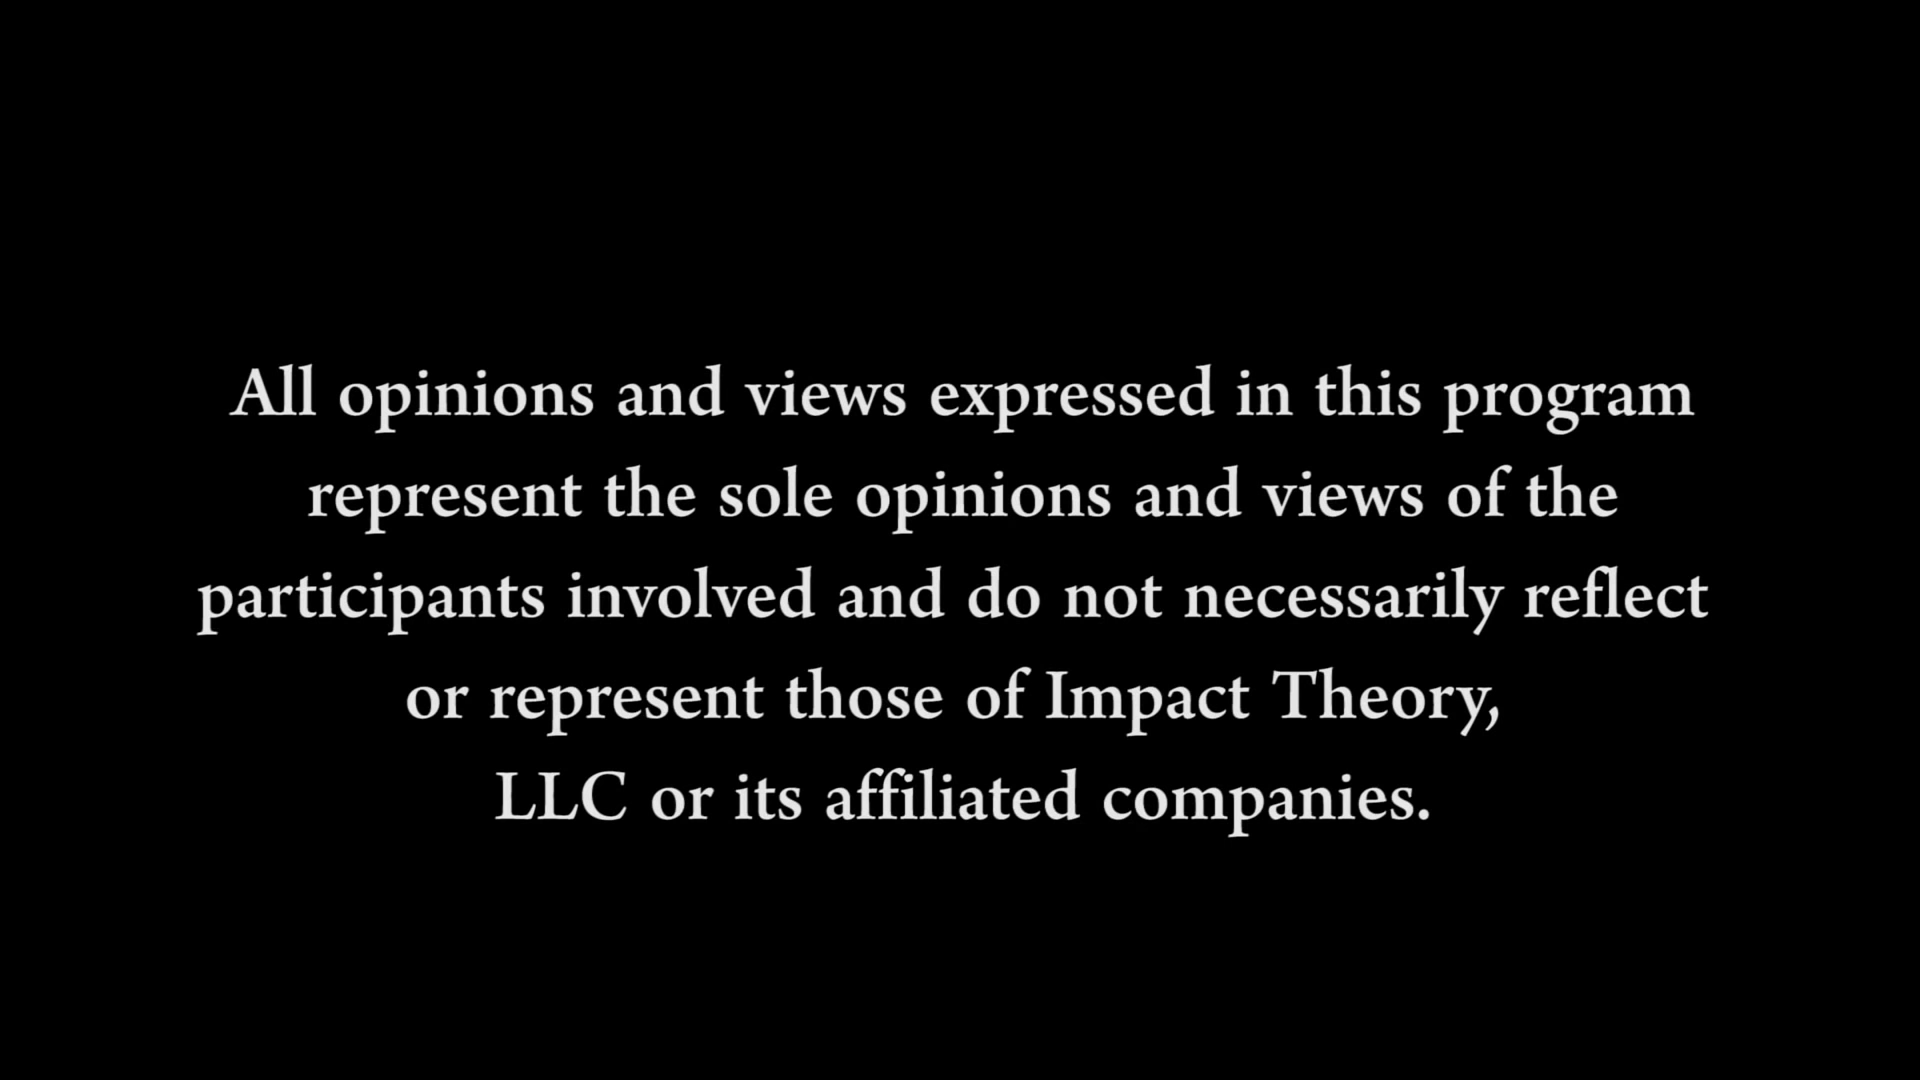 All opinions and views expressed in this program
represent the sole opinions and views of the
participants involved and do not necessarily reflect
or represent those of Impact Theory,
LLC or its affiliated companies.